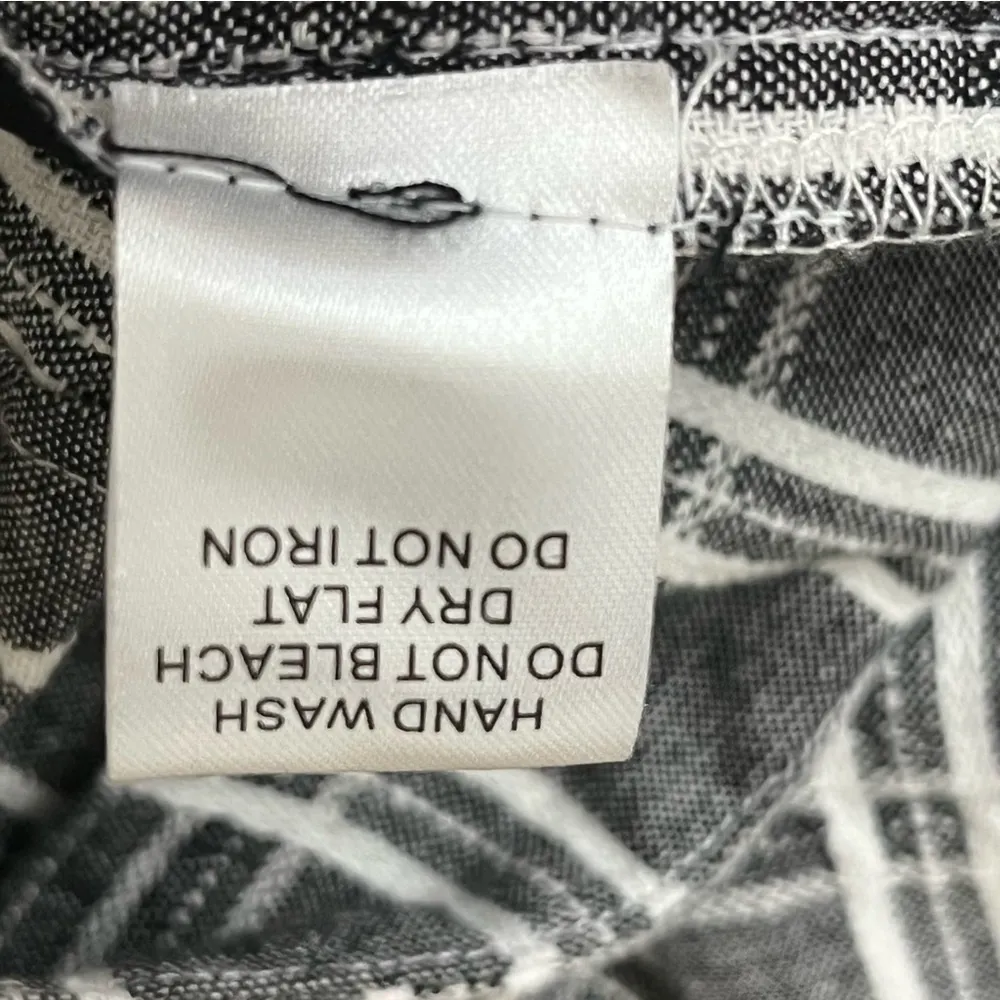 HAND WASH
DO NOT BLEACH
DRY FLAT
DO NOT IRON